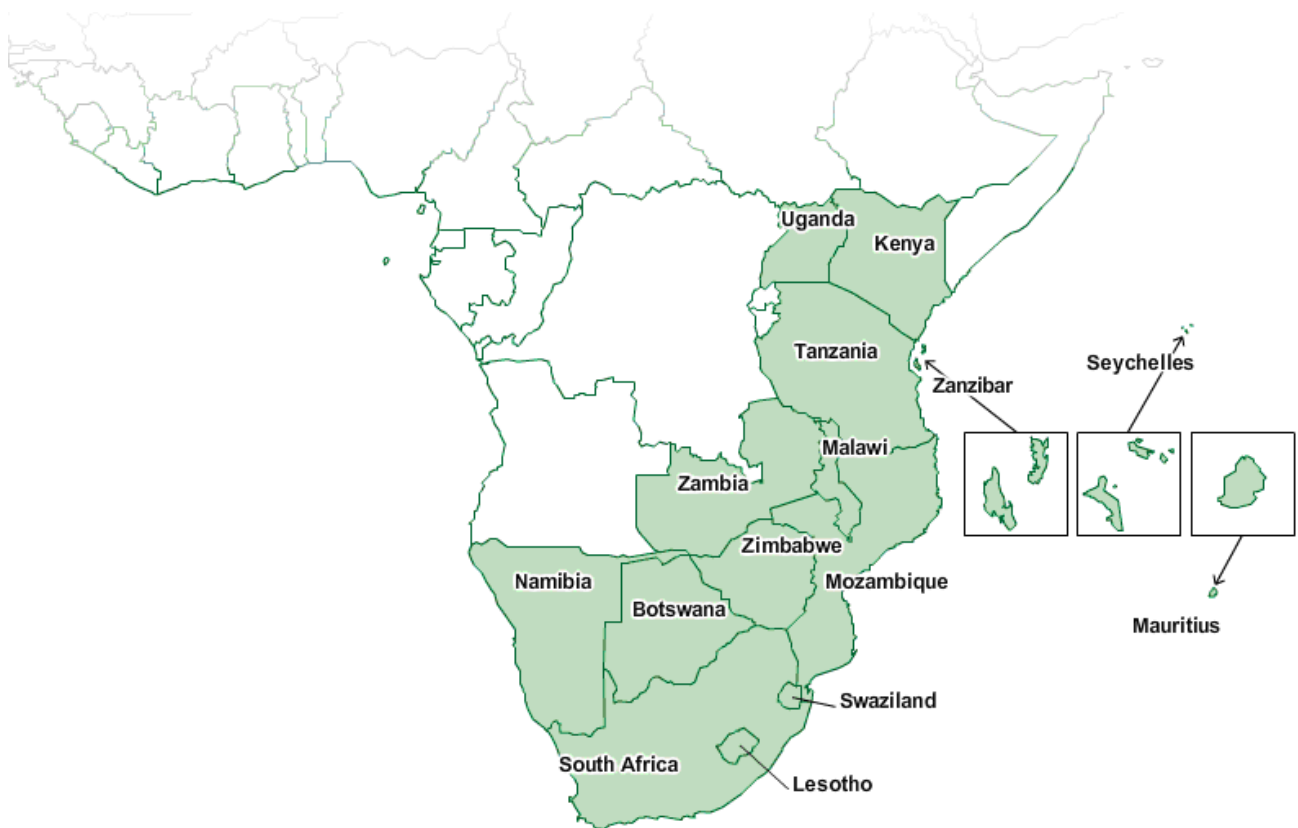 Uganda
Kenya
Tanzania
Seychelles
Zanzibar
Malawi
Zambia
Zimbabwe
Namibia
Mozambique
Botswana
Mauritius
Swaziland
South Africa
Lesotho